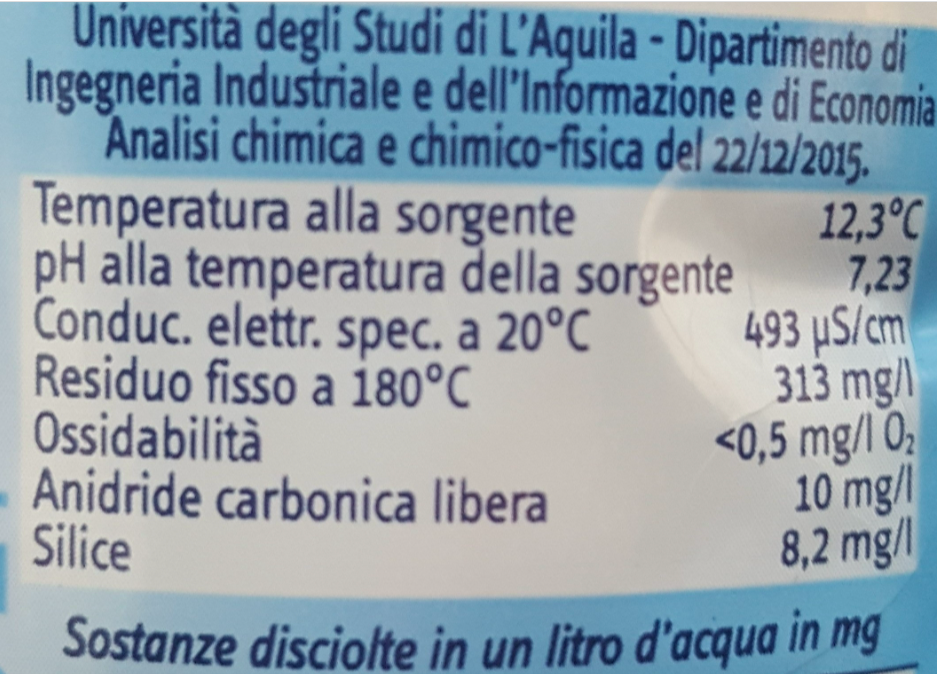 Università degli Studi di L'Aquila - Dipartimento di
Ingegneria Industriale e dell'Informazione e di Economia
Analisi chimica e chimico-fisica del 22/12/2015.
Temperatura alla sorgente 12,3°C
pH alla temperatura della sorgente 7,23
Conduc. elettr. spec. a 20°C 493 µS/cm
Residuo fisso a 180°C 313 mg/l
Ossidabilità <0,5 mg/l O₂
Anidride carbonica libera 10 mg/l
Silice 8,2 mg/l
Sostanze disciolte in un litro d'acqua in mg